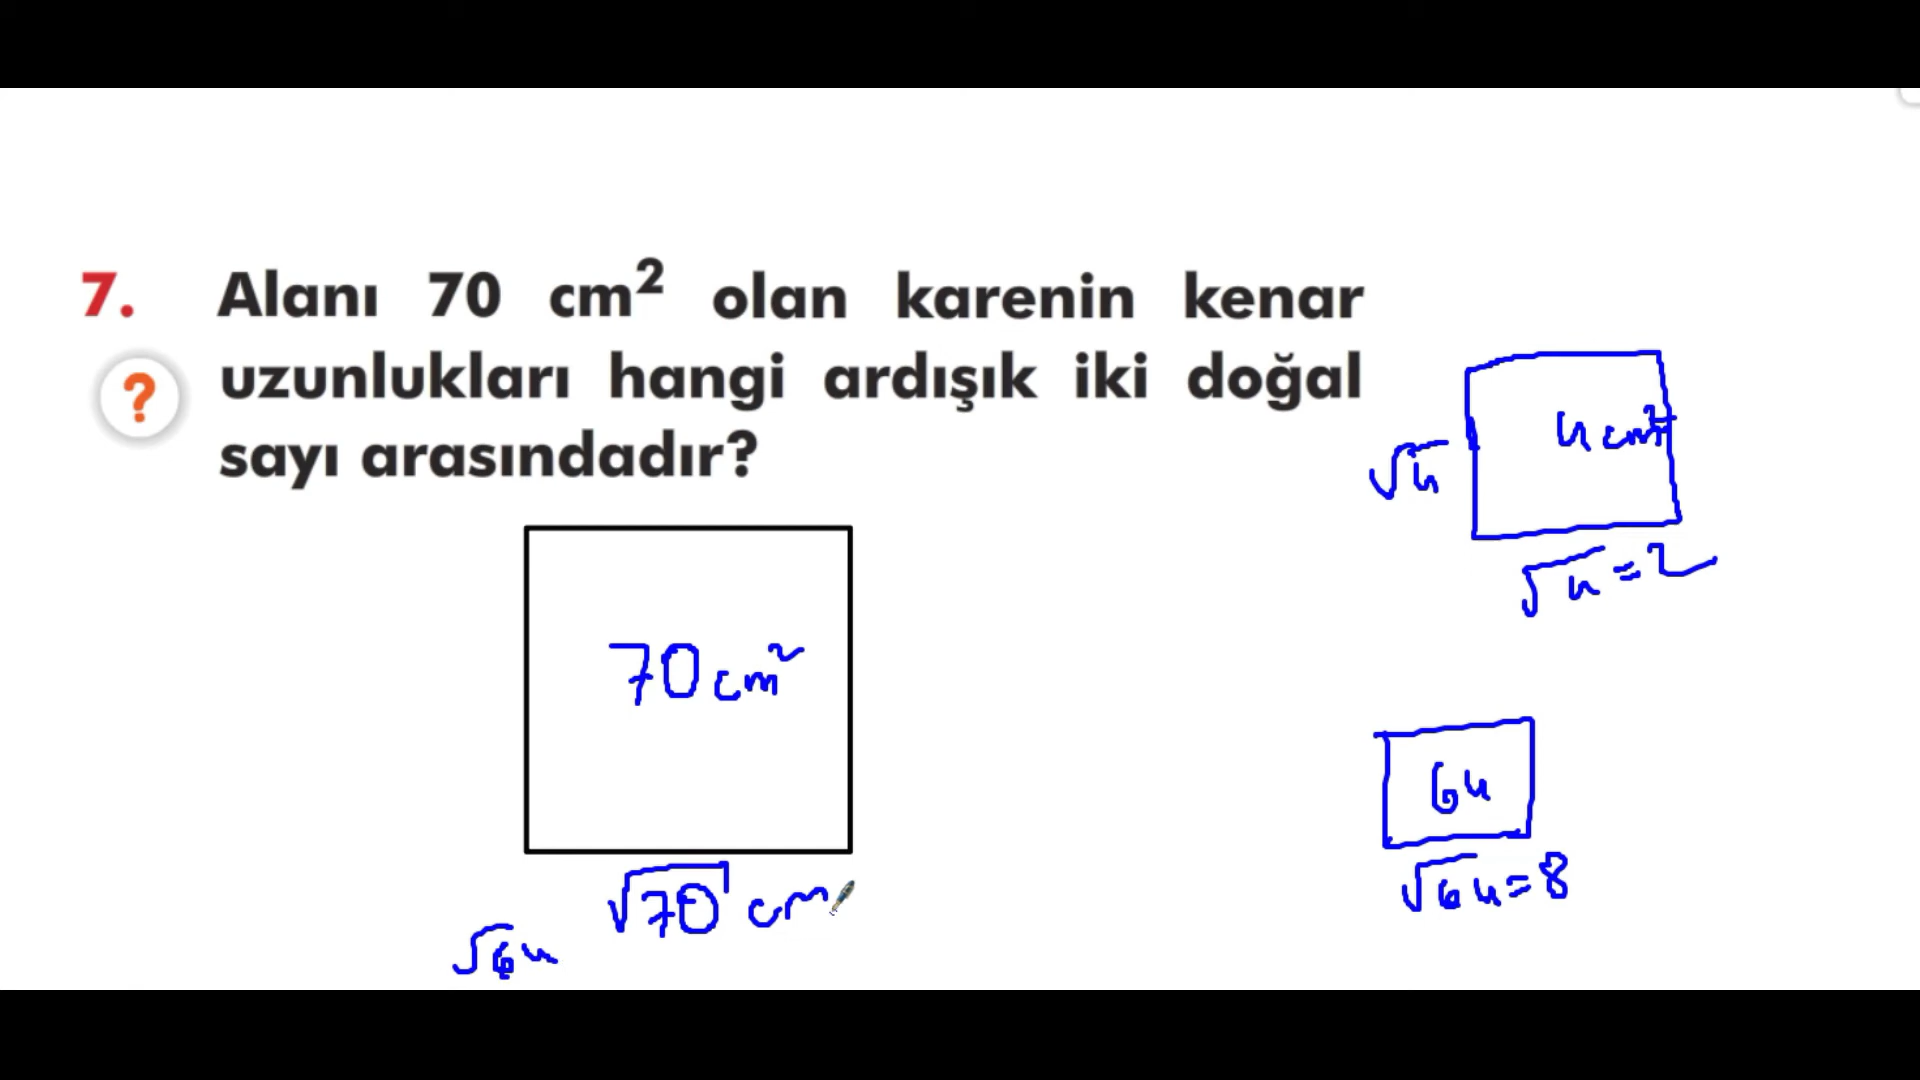 7. Alanı 70 cm² olan karenin kenar
? uzunlukları hangi ardışık iki doğal
sayı arasındadır?
4 cm²
√4
√4 = 2
70 cm²
64
√64 = 8
√70 cm
√64